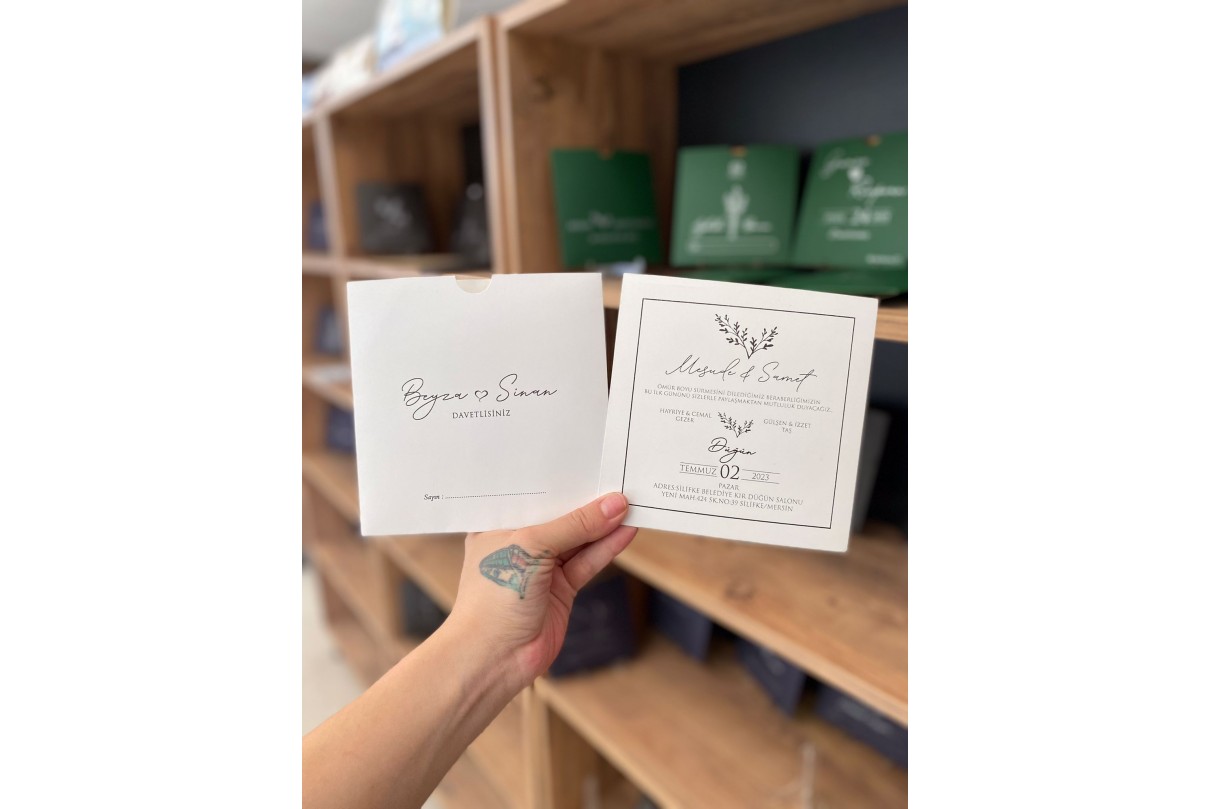 Beyza ♡ Sinan
DAVETLİSİNİZ
Sayın :
Mesude & Samet
ÖMÜR BOYU SÜRMESİNİ DİLEDİĞİMİZ BERABERLİĞİMİZİN
BU İLK GÜNÜNÜ SİZLERLE PAYLAŞMAKTAN MUTLULUK DUYACAĞIZ.
HAYRİYE & CEMAL
GEZER
GÜLŞEN & İZZET
TAŞ
Düğün
TEMMUZ 02 2023
PAZAR
ADRES:SİLİFKE BELEDİYE KIR DÜĞÜN SALONU
YENİ MAH.424 SK.NO:39 SİLİFKE/MERSİN